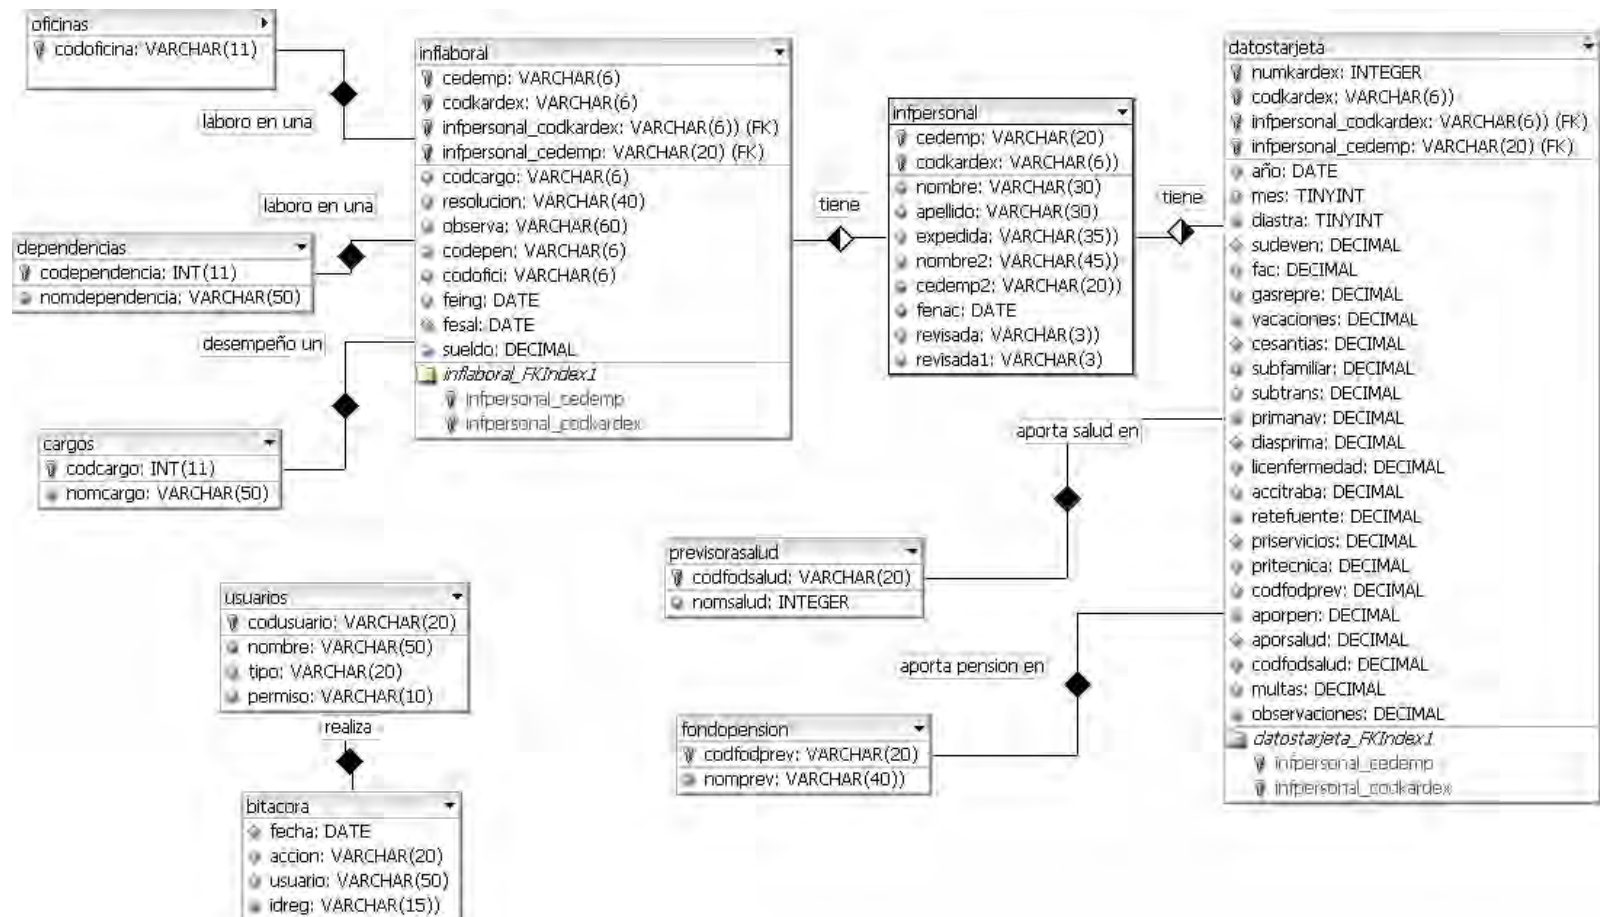 oficinas
codoficina: VARCHAR(11)
laboro en una
laboro en una
dependencias
codependencia: INT(11)
nomdependencia: VARCHAR(50)
desempeño un
cargos
codcargo: INT(11)
nomcargo: VARCHAR(50)
inflaboral
cedemp: VARCHAR(6)
codkardex: VARCHAR(6)
infpersonal_codkardex: VARCHAR(6)) (FK)
infpersonal_cedemp: VARCHAR(20) (FK)
codcargo: VARCHAR(6)
resolucion: VARCHAR(40)
observa: VARCHAR(60)
codepen: VARCHAR(6)
codofici: VARCHAR(6)
feing: DATE
fesal: DATE
sueldo: DECIMAL
inflaboral_FKIndex1
infpersonal_cedemp
infpersonal_codkardex
tiene
infpersonal
cedemp: VARCHAR(20)
codkardex: VARCHAR(6))
nombre: VARCHAR(30)
apellido: VARCHAR(30)
expedida: VARCHAR(35))
nombre2: VARCHAR(45))
cedemp2: VARCHAR(20))
fenac: DATE
revisada: VARCHAR(3))
revisada1: VARCHAR(3)
tiene
datostarjeta
numkardex: INTEGER
codkardex: VARCHAR(6))
infpersonal_codkardex: VARCHAR(6)) (FK)
infpersonal_cedemp: VARCHAR(20) (FK)
año: DATE
mes: TINYINT
diastra: TINYINT
sudeven: DECIMAL
fac: DECIMAL
gasrepre: DECIMAL
vacaciones: DECIMAL
cesantias: DECIMAL
subfamiliar: DECIMAL
subtrans: DECIMAL
primanav: DECIMAL
diasprima: DECIMAL
licenfermedad: DECIMAL
accitraba: DECIMAL
retefuente: DECIMAL
priservicios: DECIMAL
pritecnica: DECIMAL
codfodprev: DECIMAL
aporpen: DECIMAL
aporsalud: DECIMAL
codfodsalud: DECIMAL
multas: DECIMAL
observaciones: DECIMAL
datostarjeta_FKIndex1
infpersonal_cedemp
infpersonal_codkardex
aporta salud en
previsorasalud
codfodsalud: VARCHAR(20)
nomsalud: INTEGER
aporta pension en
fondopension
codfodprev: VARCHAR(20)
nomprev: VARCHAR(40))
usuarios
codusuario: VARCHAR(20)
nombre: VARCHAR(50)
tipo: VARCHAR(20)
permiso: VARCHAR(10)
realiza
bitacora
fecha: DATE
accion: VARCHAR(20)
usuario: VARCHAR(50)
idreg: VARCHAR(15))